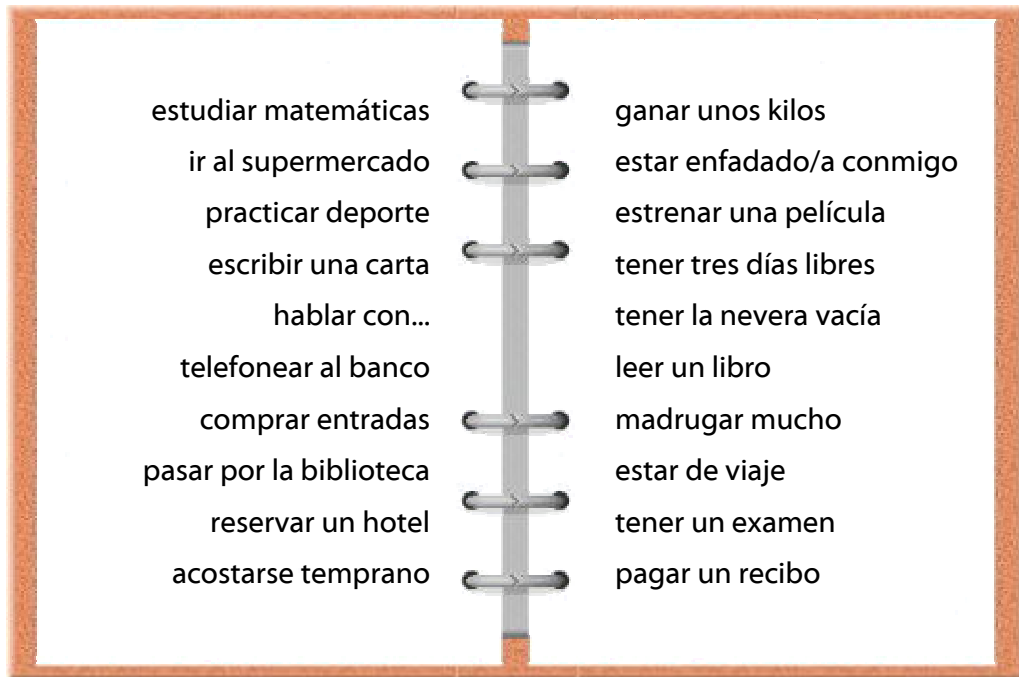 estudiar matemáticas
ir al supermercado
practicar deporte
escribir una carta
hablar con...
telefonear al banco
comprar entradas
pasar por la biblioteca
reservar un hotel
acostarse temprano
ganar unos kilos
estar enfadado/a conmigo
estrenar una película
tener tres días libres
tener la nevera vacía
leer un libro
madrugar mucho
estar de viaje
tener un examen
pagar un recibo